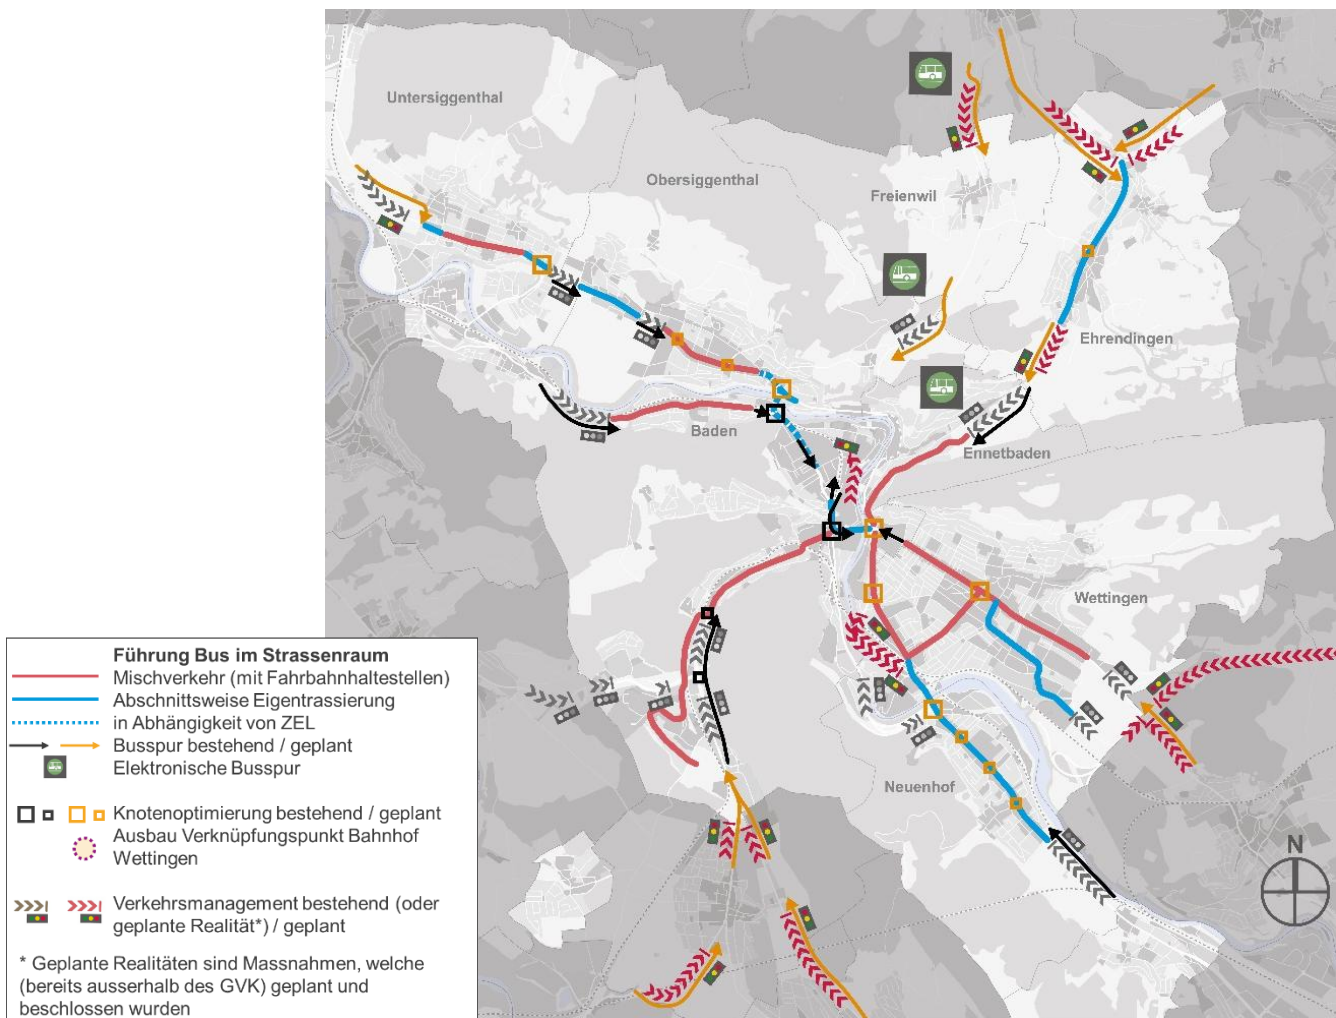 Untersiggenthal
Obersiggenthal
Freienwil
Ehrendingen
Baden
Ennetbaden
Wettingen
Neuenhof
N
Führung Bus im Strassenraum
Mischverkehr (mit Fahrbahnhaltestellen)
Abschnittsweise Eigentrassierung
in Abhängigkeit von ZEL
Busspur bestehend / geplant
Elektronische Busspur
Knotenoptimierung bestehend / geplant
Ausbau Verknüpfungspunkt Bahnhof
Wettingen
Verkehrsmanagement bestehend (oder
geplante Realität*) / geplant
* Geplante Realitäten sind Massnahmen, welche
(bereits ausserhalb des GVK) geplant und
beschlossen wurden